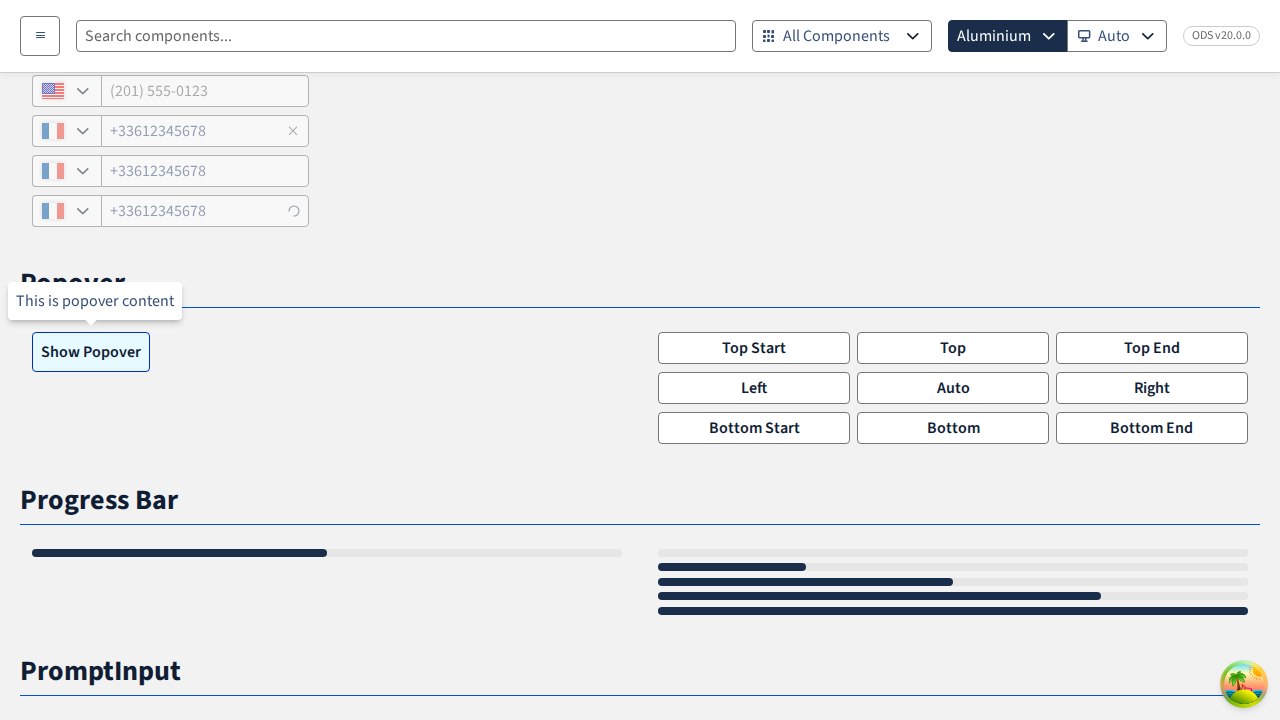 ≡
Search components...
All Components
Aluminium
Auto
ODS v20.0.0
(201) 555-0123
+33612345678
+33612345678
+33612345678
Popover
This is popover content
Show Popover
Top Start
Top
Top End
Left
Auto
Right
Bottom Start
Bottom
Bottom End
Progress Bar
PromptInput